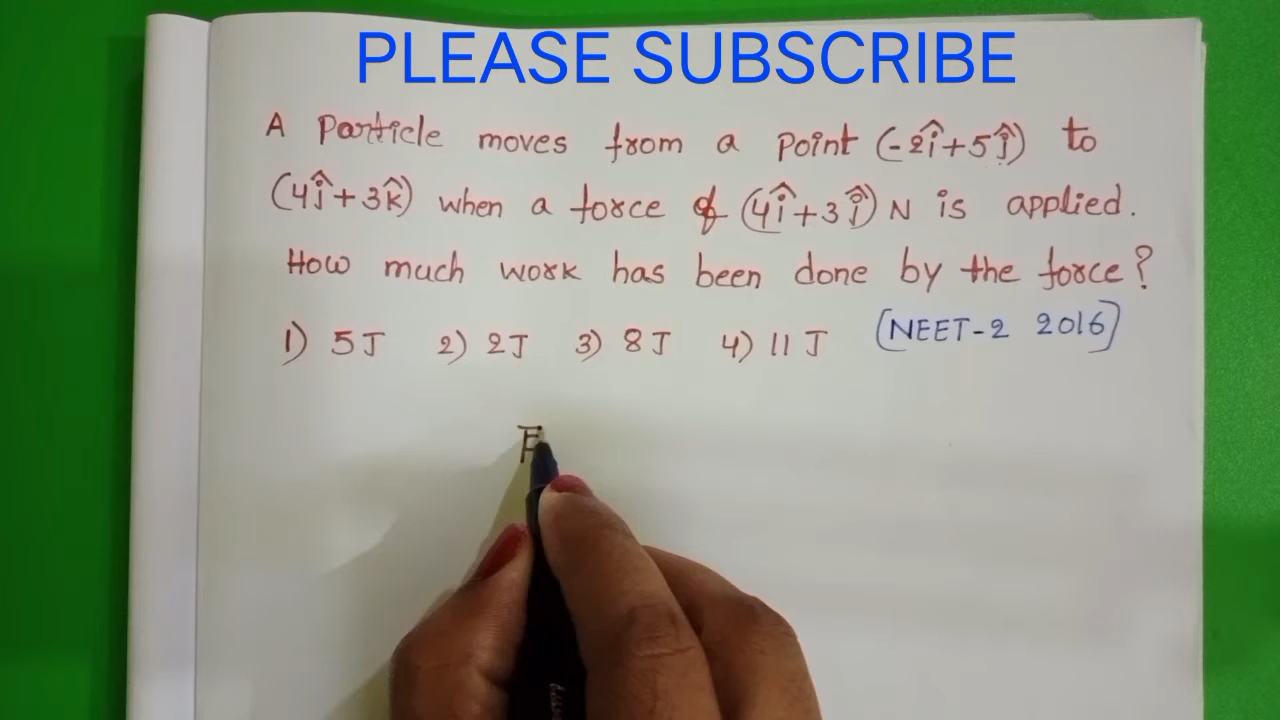 PLEASE SUBSCRIBE
A Particle moves from a point (-2î+5ĵ) to
(4ĵ+3k̂) when a force of (4î+3ĵ) N is applied.
How much work has been done by the force?
1) 5J 2) 2J 3) 8J 4) 11 J (NEET-2 2016)
F